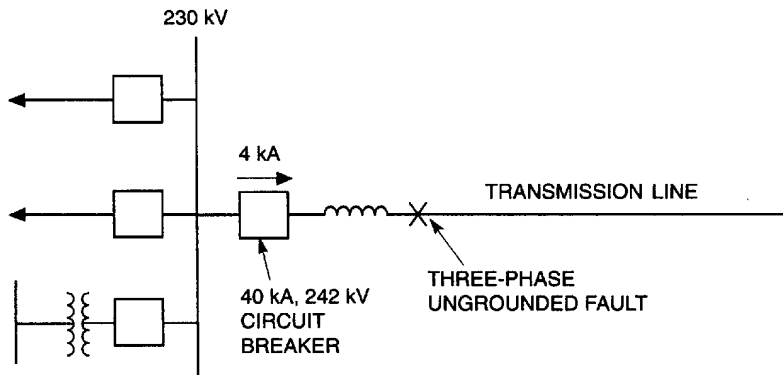 230 kV
4 kA
TRANSMISSION LINE
THREE-PHASE
UNGROUNDED FAULT
40 kA, 242 kV
CIRCUIT
BREAKER